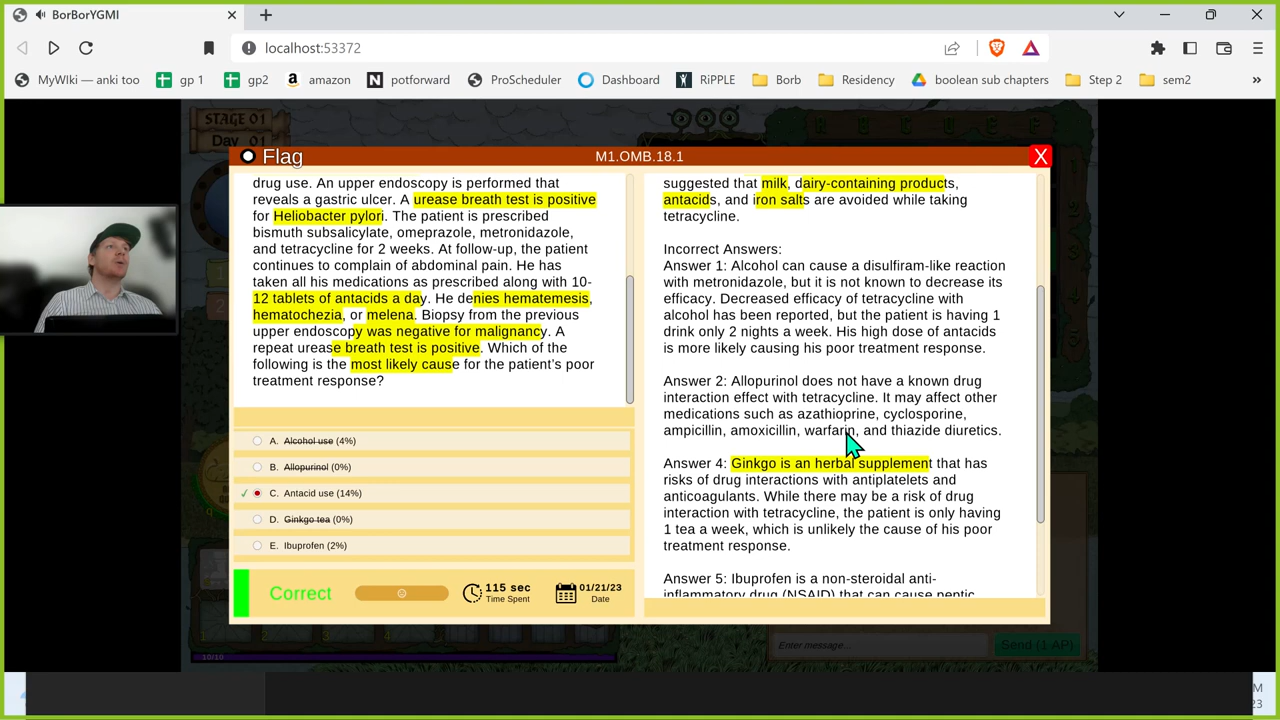 BorBorYGMI
localhost:53372
MyWIki — anki too
gp 1
gp2
amazon
potforward
ProScheduler
Dashboard
RiPPLE
Borb
Residency
boolean sub chapters
Step 2
sem2
»
STAGE 01
Day 01
Flag
M1.OMB.18.1
X
drug use. An upper endoscopy is performed that
reveals a gastric ulcer. A urease breath test is positive
for Heliobacter pylori. The patient is prescribed
bismuth subsalicylate, omeprazole, metronidazole,
and tetracycline for 2 weeks. At follow-up, the patient
continues to complain of abdominal pain. He has
taken all his medications as prescribed along with 10-
12 tablets of antacids a day. He denies hematemesis,
hematochezia, or melena. Biopsy from the previous
upper endoscopy was negative for malignancy. A
repeat urease breath test is positive. Which of the
following is the most likely cause for the patient's poor
treatment response?
A. Alcohol use (4%)
B. Allopurinol (0%)
C. Antacid use (14%)
D. Ginkgo tea (0%)
E. Ibuprofen (2%)
Correct
115 sec
Time Spent
01/21/23
Date
suggested that milk, dairy-containing products,
antacids, and iron salts are avoided while taking
tetracycline.
Incorrect Answers:
Answer 1: Alcohol can cause a disulfiram-like reaction
with metronidazole, but it is not known to decrease its
efficacy. Decreased efficacy of tetracycline with
alcohol has been reported, but the patient is having 1
drink only 2 nights a week. His high dose of antacids
is more likely causing his poor treatment response.
Answer 2: Allopurinol does not have a known drug
interaction effect with tetracycline. It may affect other
medications such as azathioprine, cyclosporine,
ampicillin, amoxicillin, warfarin, and thiazide diuretics.
Answer 4: Ginkgo is an herbal supplement that has
risks of drug interactions with antiplatelets and
anticoagulants. While there may be a risk of drug
interaction with tetracycline, the patient is only having
1 tea a week, which is unlikely the cause of his poor
treatment response.
Answer 5: Ibuprofen is a non-steroidal anti-
inflammatory drug (NSAID) that can cause peptic
Enter message...
Send (1 AP)
10/10
M
23